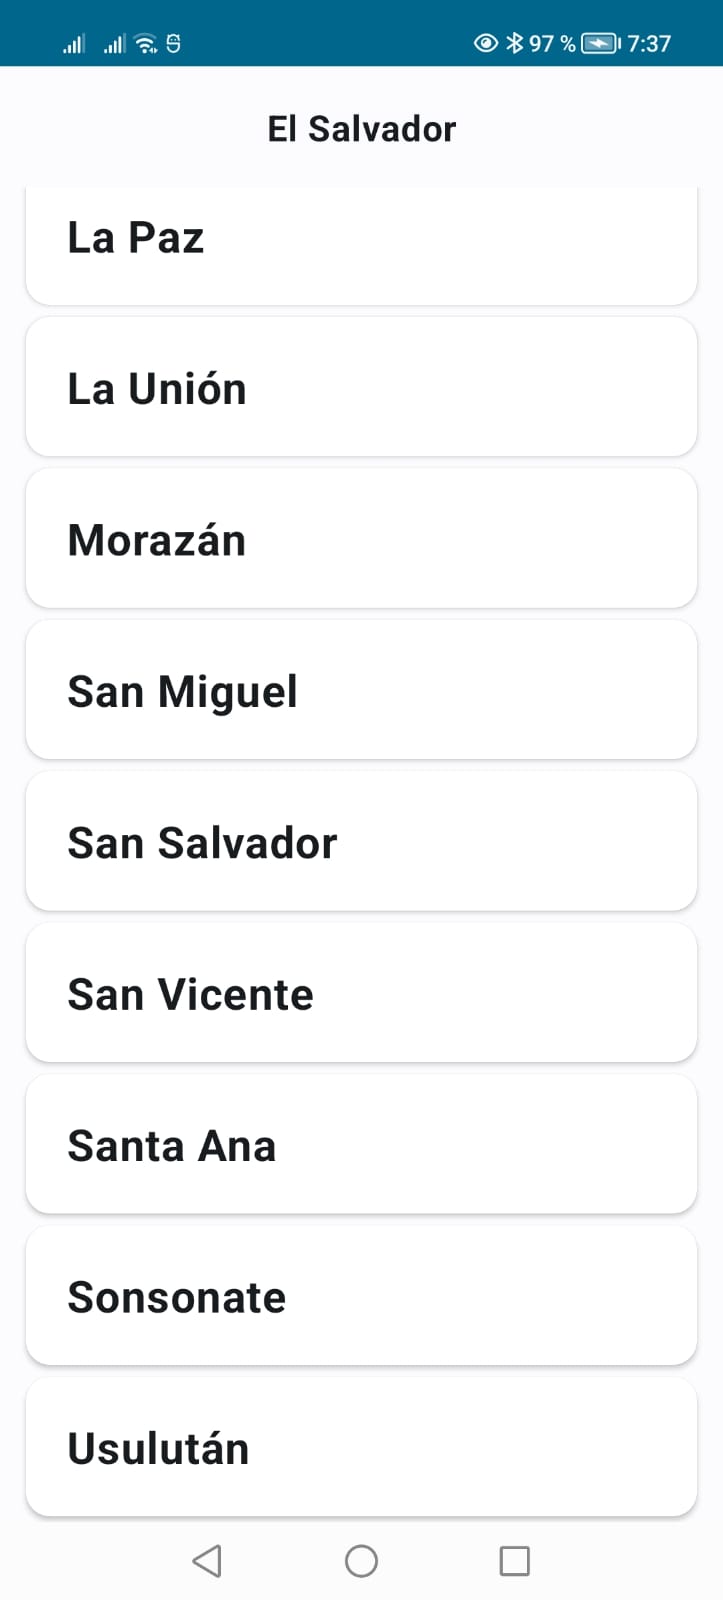 97 % 7:37
El Salvador
La Paz
La Unión
Morazán
San Miguel
San Salvador
San Vicente
Santa Ana
Sonsonate
Usulután